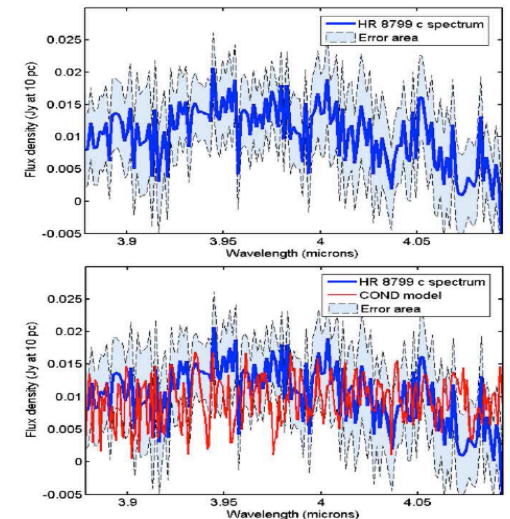 HR 8799 c spectrum
Error area
Flux density (Jy at 10 pc)
0.025
0.02
0.015
0.01
0.005
0
-0.005
3.9
3.95
4
4.05
Wavelength (microns)
HR 8799 c spectrum
COND model
Error area
Flux density (Jy at 10 pc)
0.025
0.02
0.015
0.01
0.005
0
-0.005
3.9
3.95
4
4.05
Wavelength (microns)